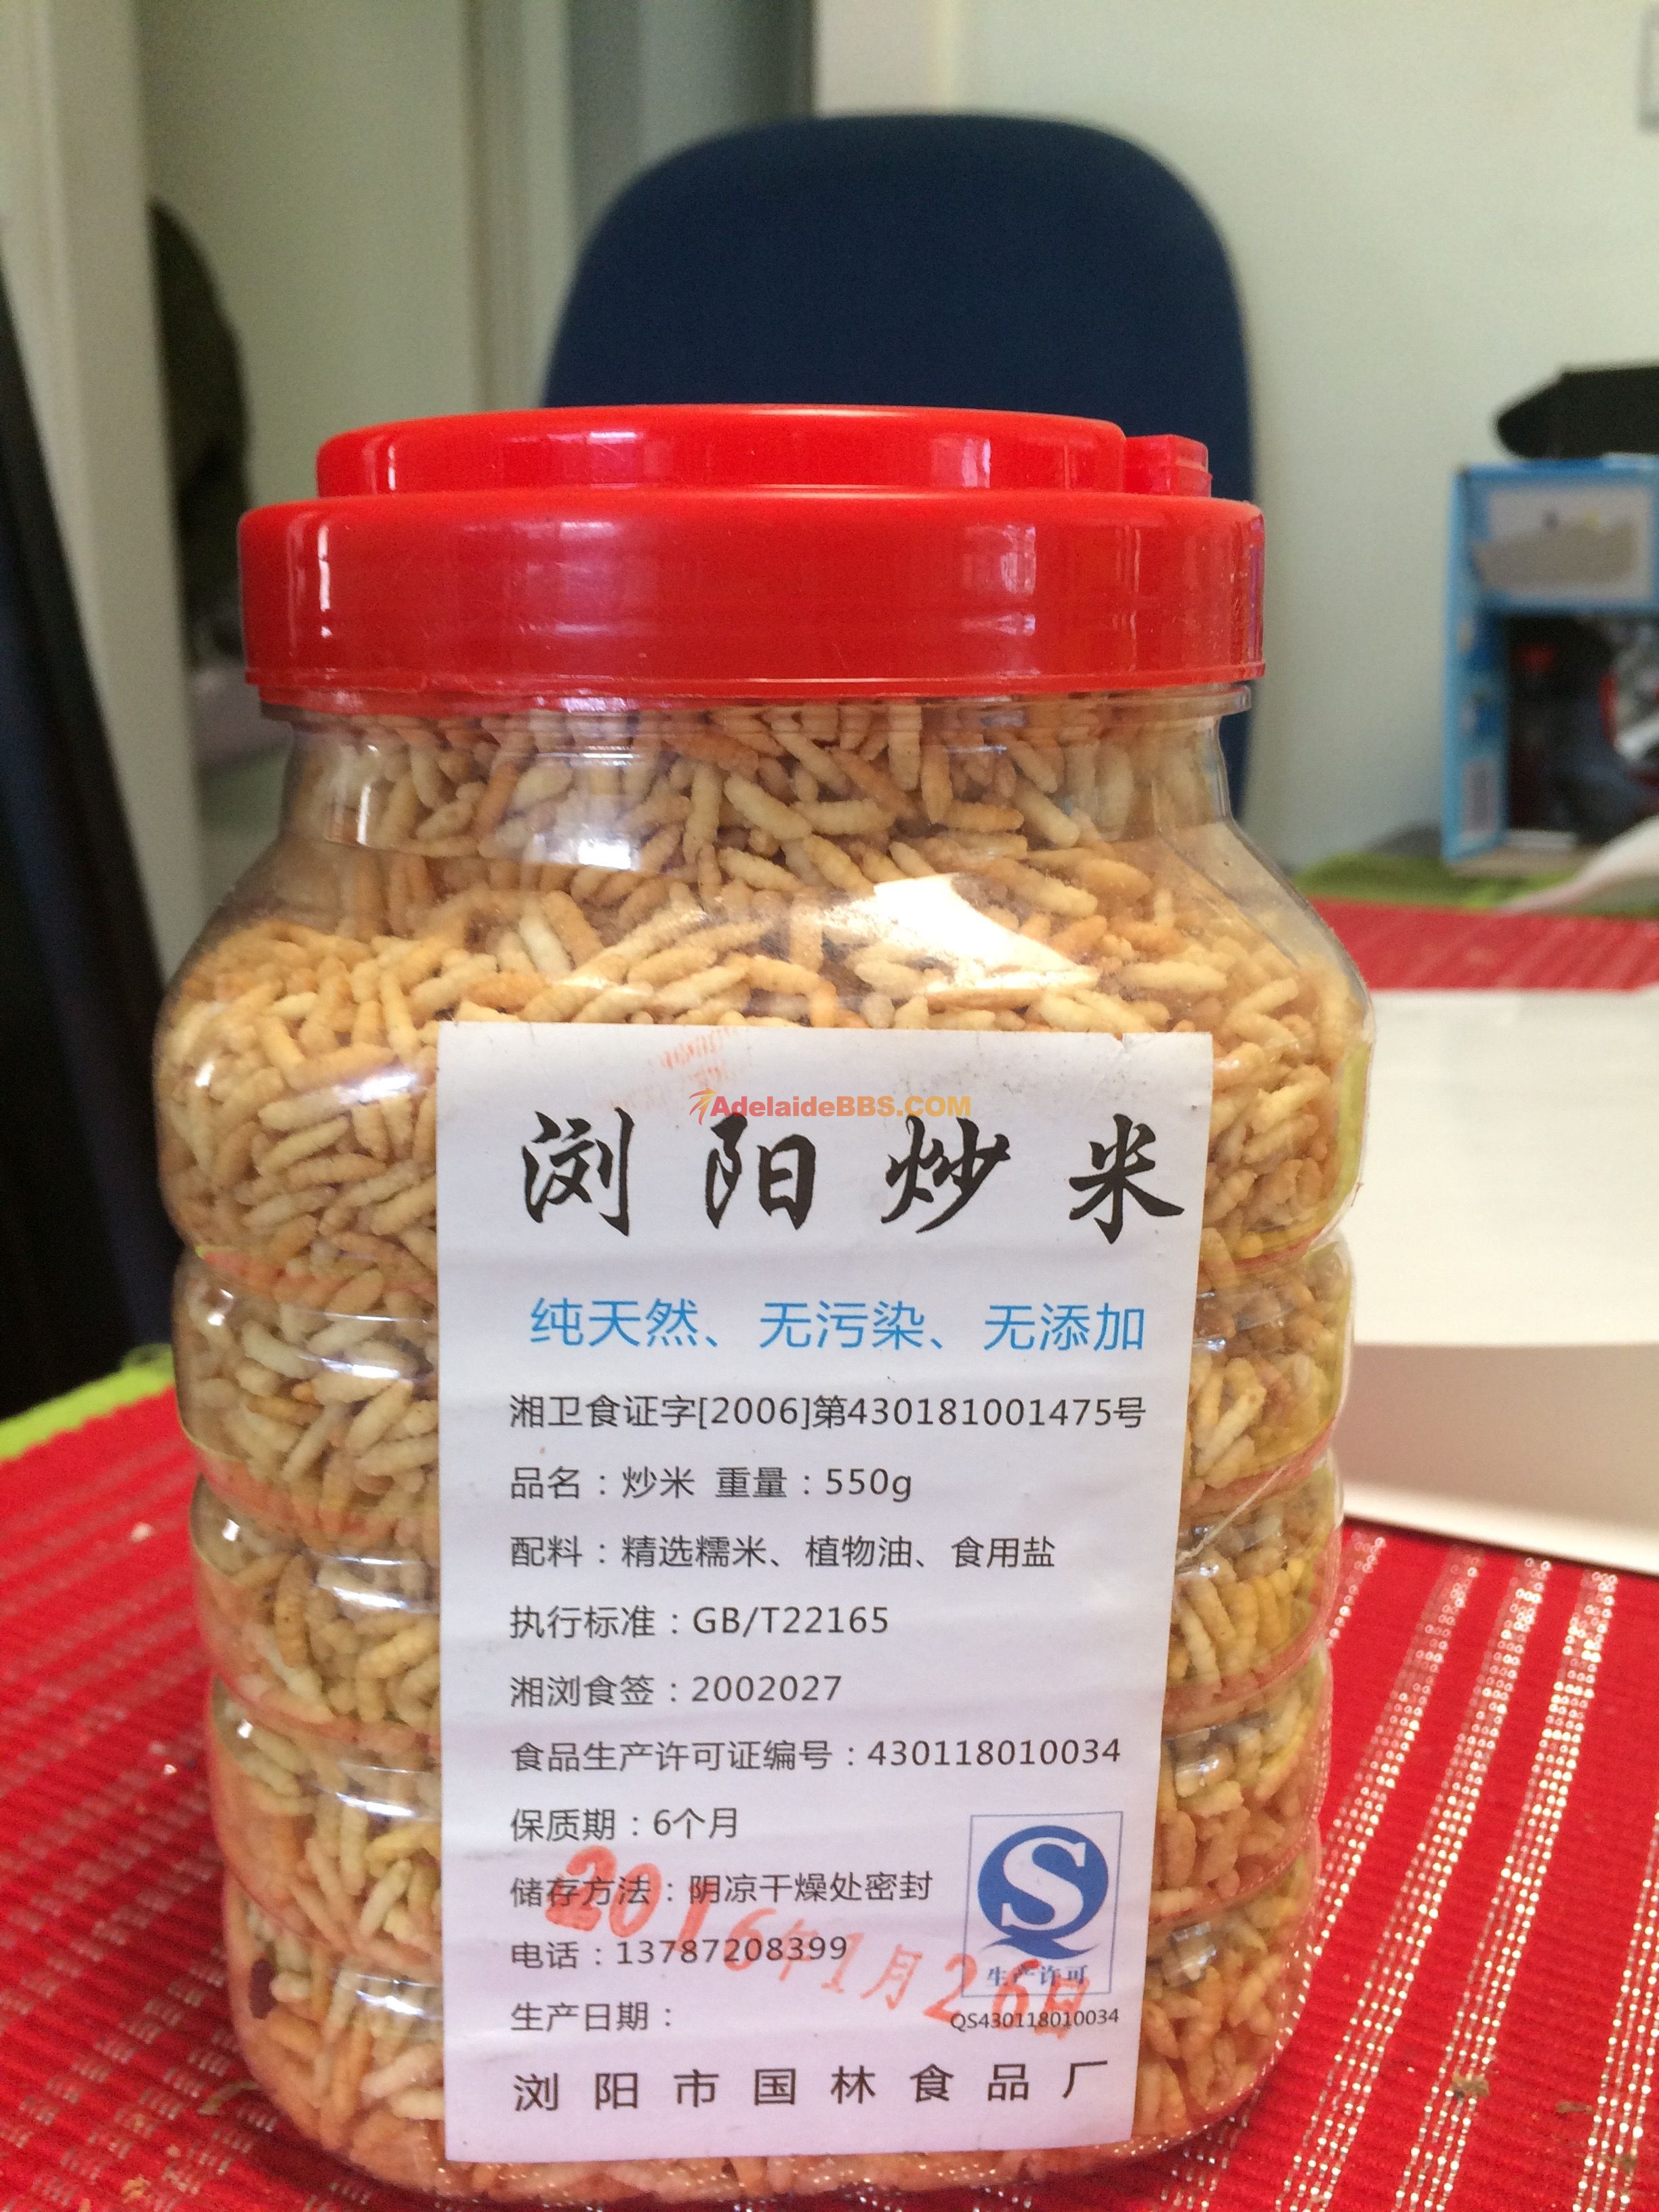 AdelaideBBS.COM
浏阳炒米
纯天然、无污染、无添加
湘卫食证字[2006]第430181001475号
品名：炒米 重量：550g
配料：精选糯米、植物油、食用盐
执行标准：GB/T22165
湘浏食签：2002027
食品生产许可证编号：430118010034
保质期：6个月
储存方法：阴凉干燥处密封
电话：13787208399
2016年1月26日
生产许可
生产日期：
QS430118010034
浏阳市国林食品厂